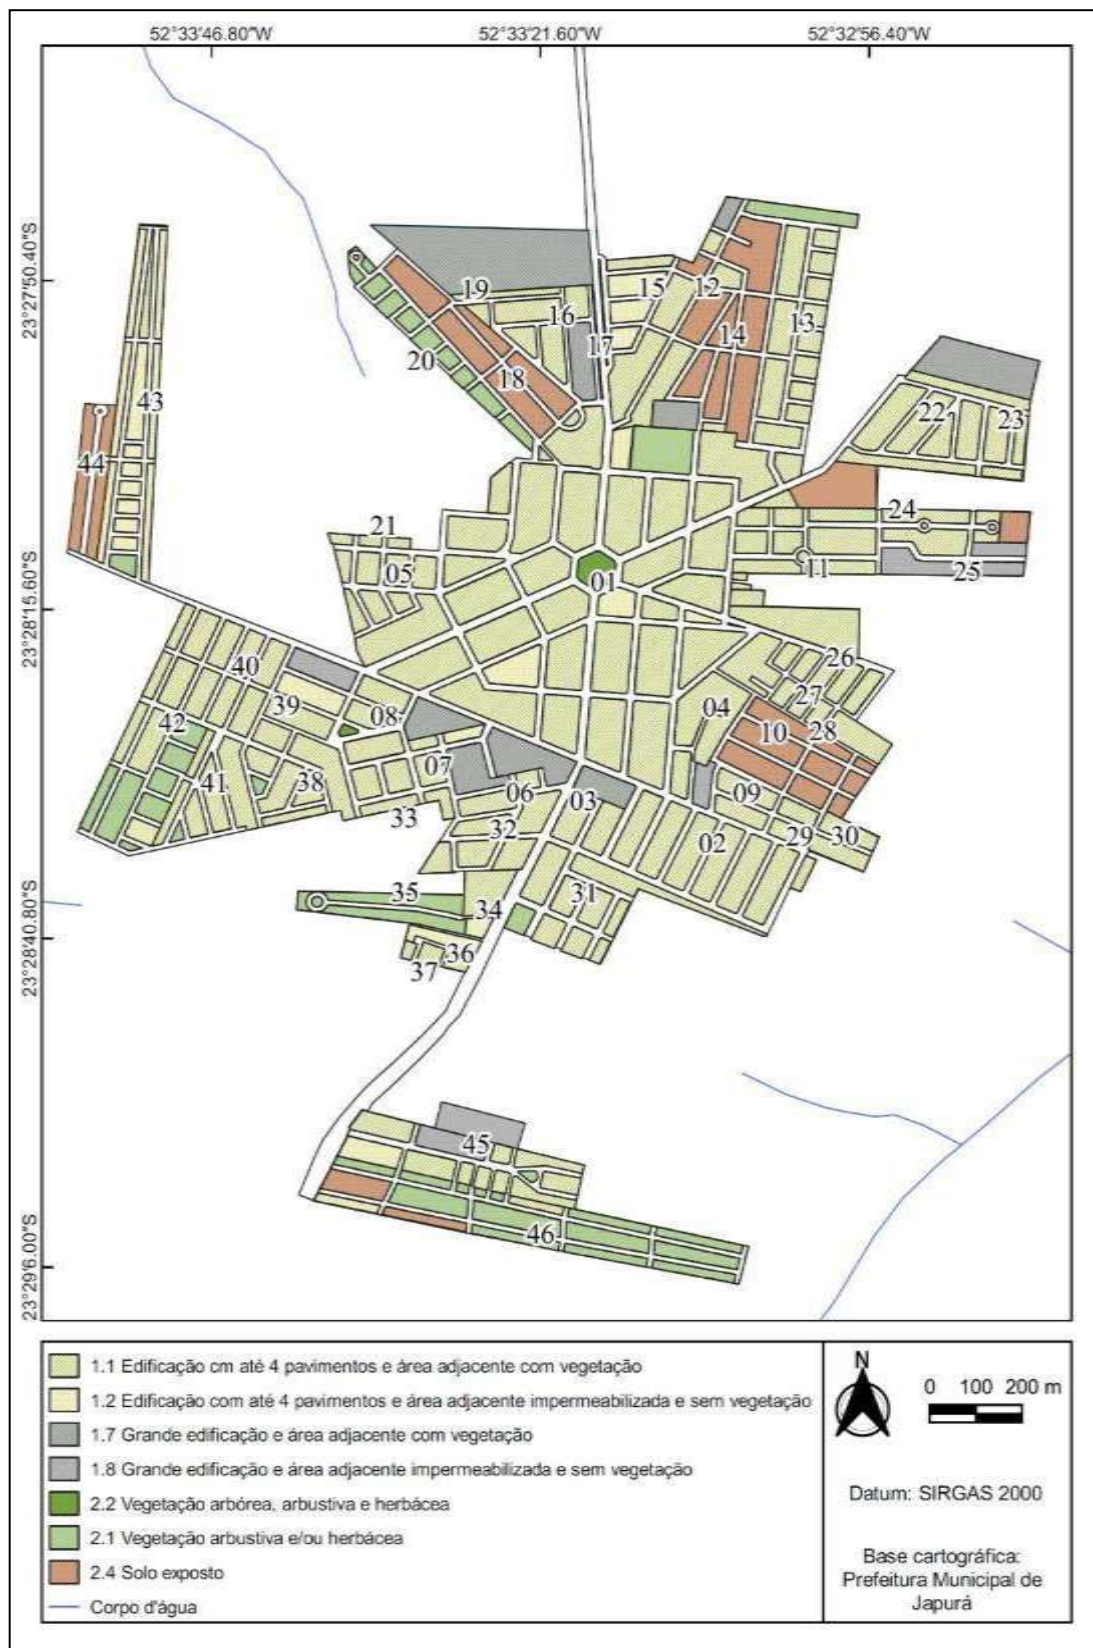 52°33'46.80"W 52°33'21.60"W 52°32'56.40"W
23°27'50.40"S
23°28'15.60"S
23°28'40.80"S
23°29'6.00"S
19 15 12
16
17 14 13
20 18
43
22 23
44
24
21
05 01 11 25
26
40 04 27
39 08 10 28
42
07
41 38 06 03 09
33 32 02 29 30
35 31
34
36
37
45
46
1.1 Edificação cm até 4 pavimentos e área adjacente com vegetação
1.2 Edificação com até 4 pavimentos e área adjacente impermeabilizada e sem vegetação
1.7 Grande edificação e área adjacente com vegetação
1.8 Grande edificação e área adjacente impermeabilizada e sem vegetação
2.2 Vegetação arbórea, arbustiva e herbácea
2.1 Vegetação arbustiva e/ou herbácea
2.4 Solo exposto
Corpo d'água
N
0 100 200 m
Datum: SIRGAS 2000
Base cartográfica:
Prefeitura Municipal de
Japurá